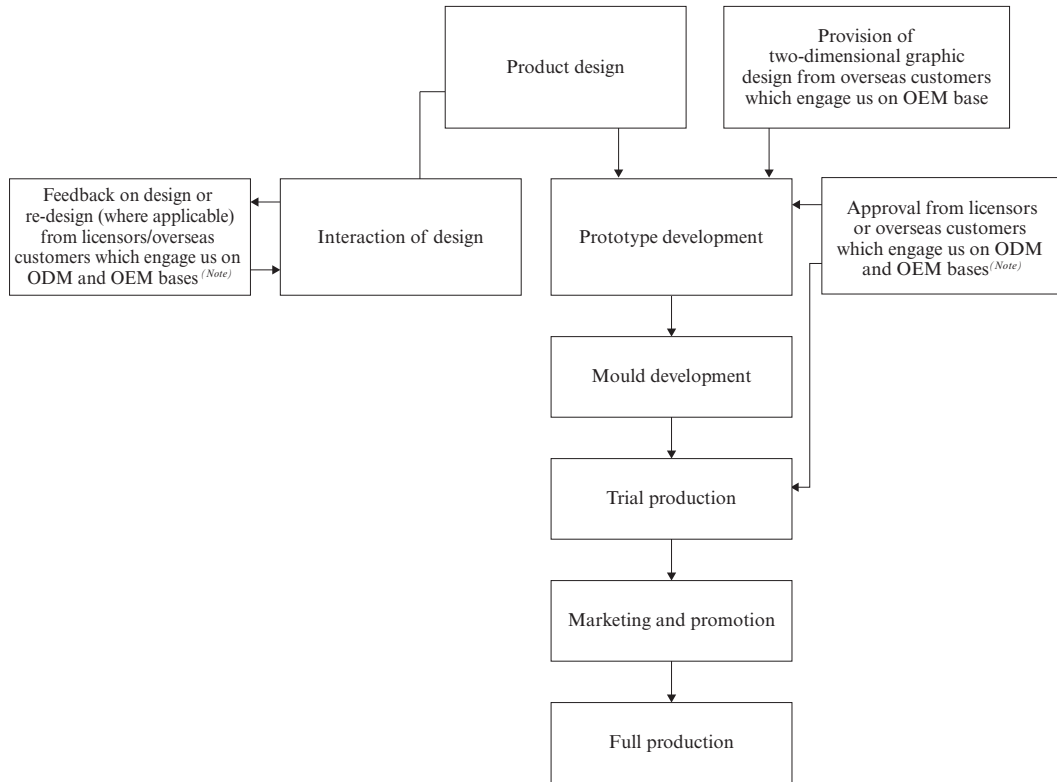 Product design
Provision of
two-dimensional graphic
design from overseas customers
which engage us on OEM base
Feedback on design or
re-design (where applicable)
from licensors/overseas
customers which engage us on
ODM and OEM bases (Note)
Interaction of design
Prototype development
Approval from licensors
or overseas customers
which engage us on ODM
and OEM bases(Note)
Mould development
Trial production
Marketing and promotion
Full production